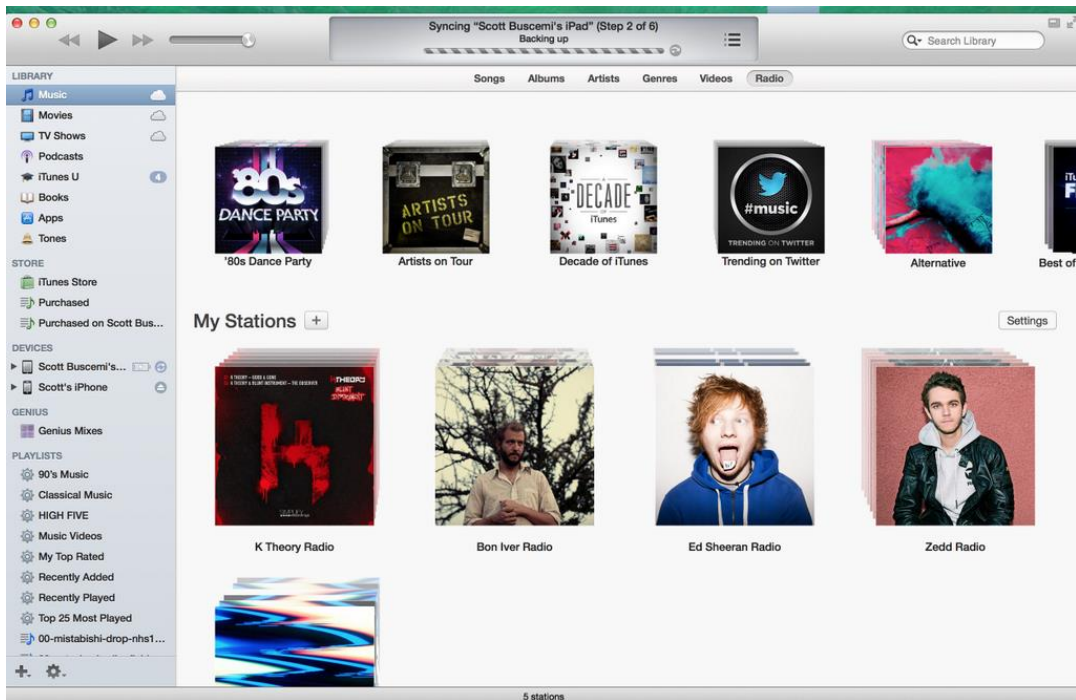 Syncing “Scott Buscemi's iPad” (Step 2 of 6)
Backing up
Search Library
LIBRARY
Music
Movies
TV Shows
Podcasts
iTunes U
4
Books
Apps
Tones
STORE
iTunes Store
Purchased
Purchased on Scott Bus...
DEVICES
Scott Buscemi's...
Scott's iPhone
GENIUS
Genius Mixes
PLAYLISTS
90's Music
Classical Music
HIGH FIVE
Music Videos
My Top Rated
Recently Added
Recently Played
Top 25 Most Played
00-mistabishi-drop-nhs1...
Songs Albums Artists Genres Videos Radio
'80s
DANCE PARTY
ARTISTS
ON TOUR
A
DECADE
OF
iTunes
#music
TRENDING ON TWITTER
'80s Dance Party
Artists on Tour
Decade of iTunes
Trending on Twitter
Alternative
Best of
My Stations +
Settings
K THEORY
K Theory Radio
Bon Iver Radio
Ed Sheeran Radio
Zedd Radio
5 stations